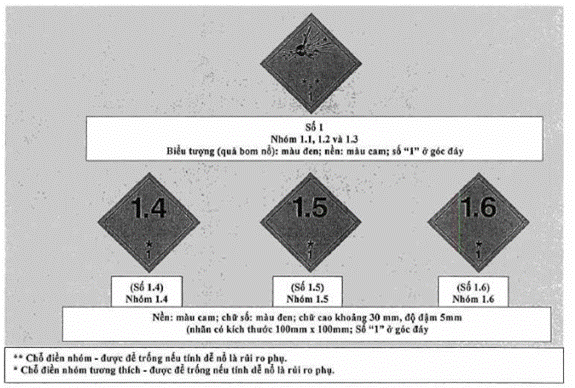 * *
1
Số 1
Nhóm 1.1, 1.2 và 1.3
Biểu tượng (quả bom nổ): màu đen; nền: màu cam; số “1” ở góc đáy
1.4
*
1
1.5
*
1
1.6
*
1
(Số 1.4)
Nhóm 1.4
(Số 1.5)
Nhóm 1.5
(Số 1.6)
Nhóm 1.6
Nền: màu cam; chữ số: màu đen; chữ cao khoảng 30 mm, độ đậm 5mm
(nhãn có kích thước 100mm x 100mm; Số “1” ở góc đáy
** Chỗ điền nhóm - được để trống nếu tính dễ nổ là rủi ro phụ.
* Chỗ điền nhóm tương thích - được để trống nếu tính dễ nổ là rủi ro phụ.